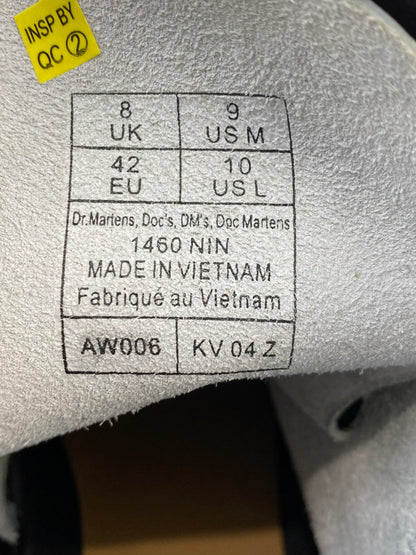 INSP BY
QC ②
8 9
UK US M
42 10
EU US L
Dr.Martens, Doc's, DM's, Doc Martens
1460 NIN
MADE IN VIETNAM
Fabriqué au Vietnam
AW006 KV 04 Z